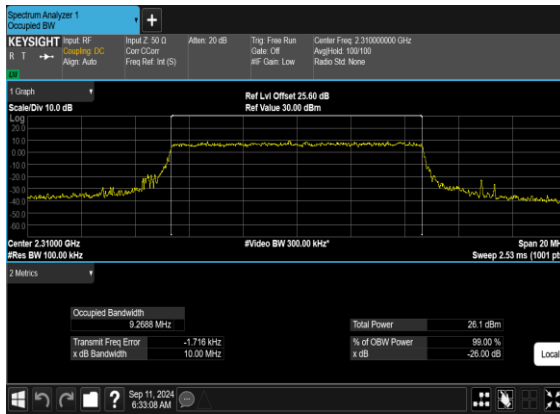 Spectrum Analyzer 1
Occupied BW
+
KEYSIGHT
R T
LXI
Input: RF
Coupling: DC
Align: Auto
Input Z: 50 Ω
Corr CCorr
Freq Ref: Int (S)
Atten: 20 dB
Trig: Free Run
Gate: Off
#IF Gain: Low
Center Freq: 2.310000000 GHz
Avg|Hold: 100/100
Radio Std: None
1 Graph
Scale/Div 10.0 dB
Ref Lvl Offset 25.60 dB
Ref Value 30.00 dBm
Log
20.0
10.0
0.00
-10.0
-20.0
-30.0
-40.0
-50.0
-60.0
Center 2.31000 GHz
#Res BW 100.00 kHz
#Video BW 300.00 kHz*
Span 20 MH
Sweep 2.53 ms (1001 pts
2 Metrics
Occupied Bandwidth
9.2688 MHz
Transmit Freq Error -1.716 kHz
x dB Bandwidth 10.00 MHz
Total Power 26.1 dBm
% of OBW Power 99.00 %
x dB -26.00 dB
Local
?
Sep 11, 2024
6:33:08 AM